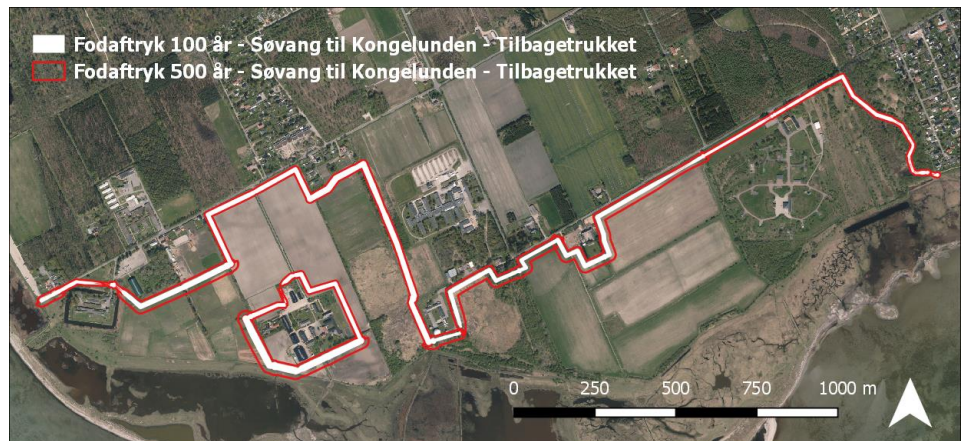 Fodaftryk 100 år - Søvang til Kongelunden - Tilbagetrukket
Fodaftryk 500 år - Søvang til Kongelunden - Tilbagetrukket
0 250 500 750 1000 m